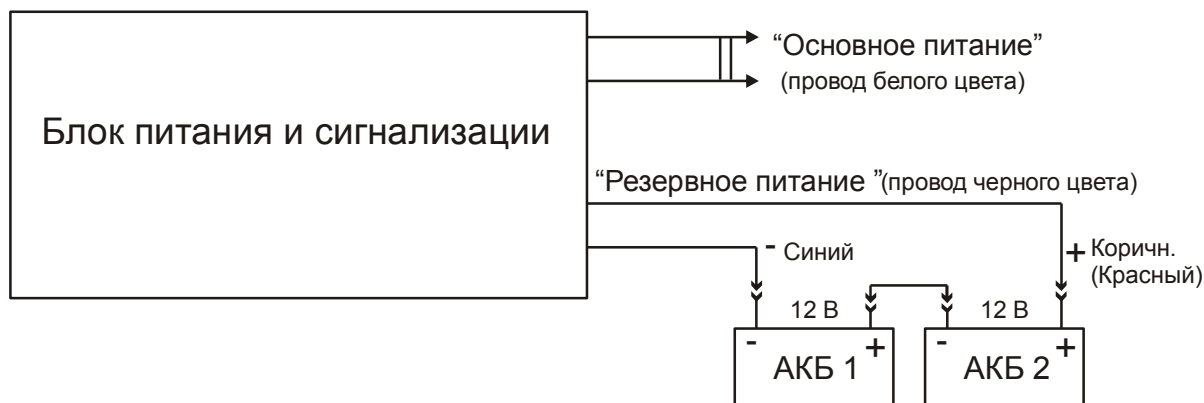 “Основное питание”
(провод белого цвета)
Блок питания и сигнализации
“Резервное питание ”(провод черного цвета)
- Синий
+ Коричн.
(Красный)
12 В
12 В
- +
- +
АКБ 1
АКБ 2